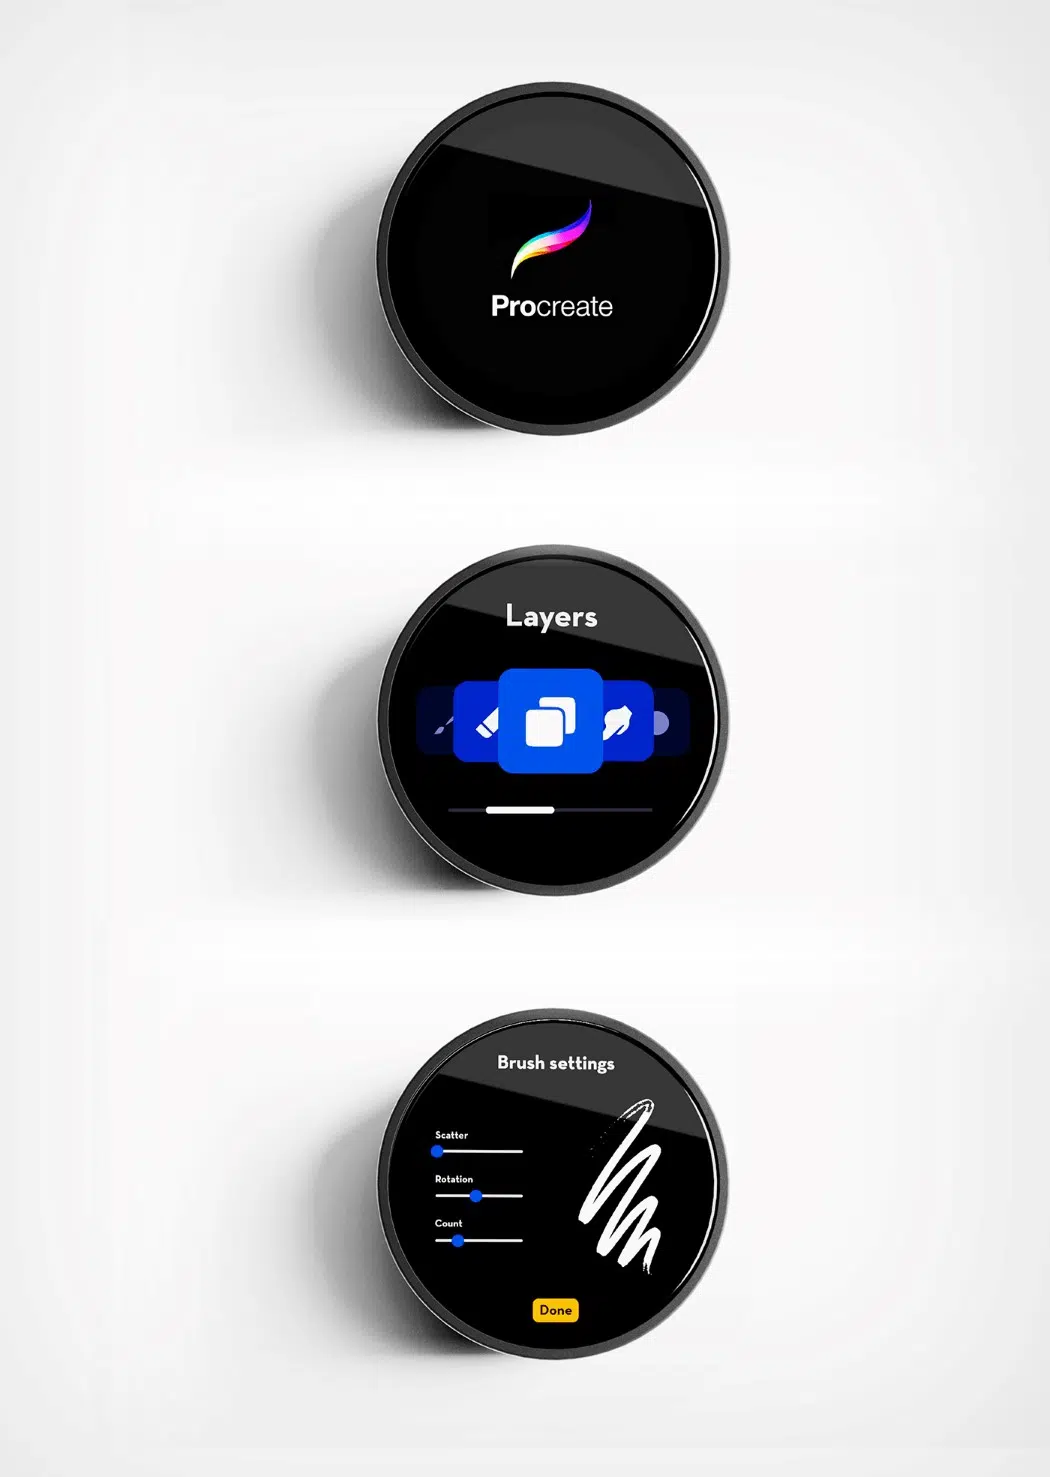 Procreate
Layers
Brush settings
Scatter
Rotation
Count
Done